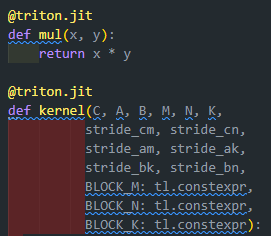 @triton.jit
def mul(x, y):
    return x * y

@triton.jit
def kernel(C, A, B, M, N, K,
           stride_cm, stride_cn,
           stride_am, stride_ak,
           stride_bk, stride_bn,
           BLOCK_M: tl.constexpr,
           BLOCK_N: tl.constexpr,
           BLOCK_K: tl.constexpr):